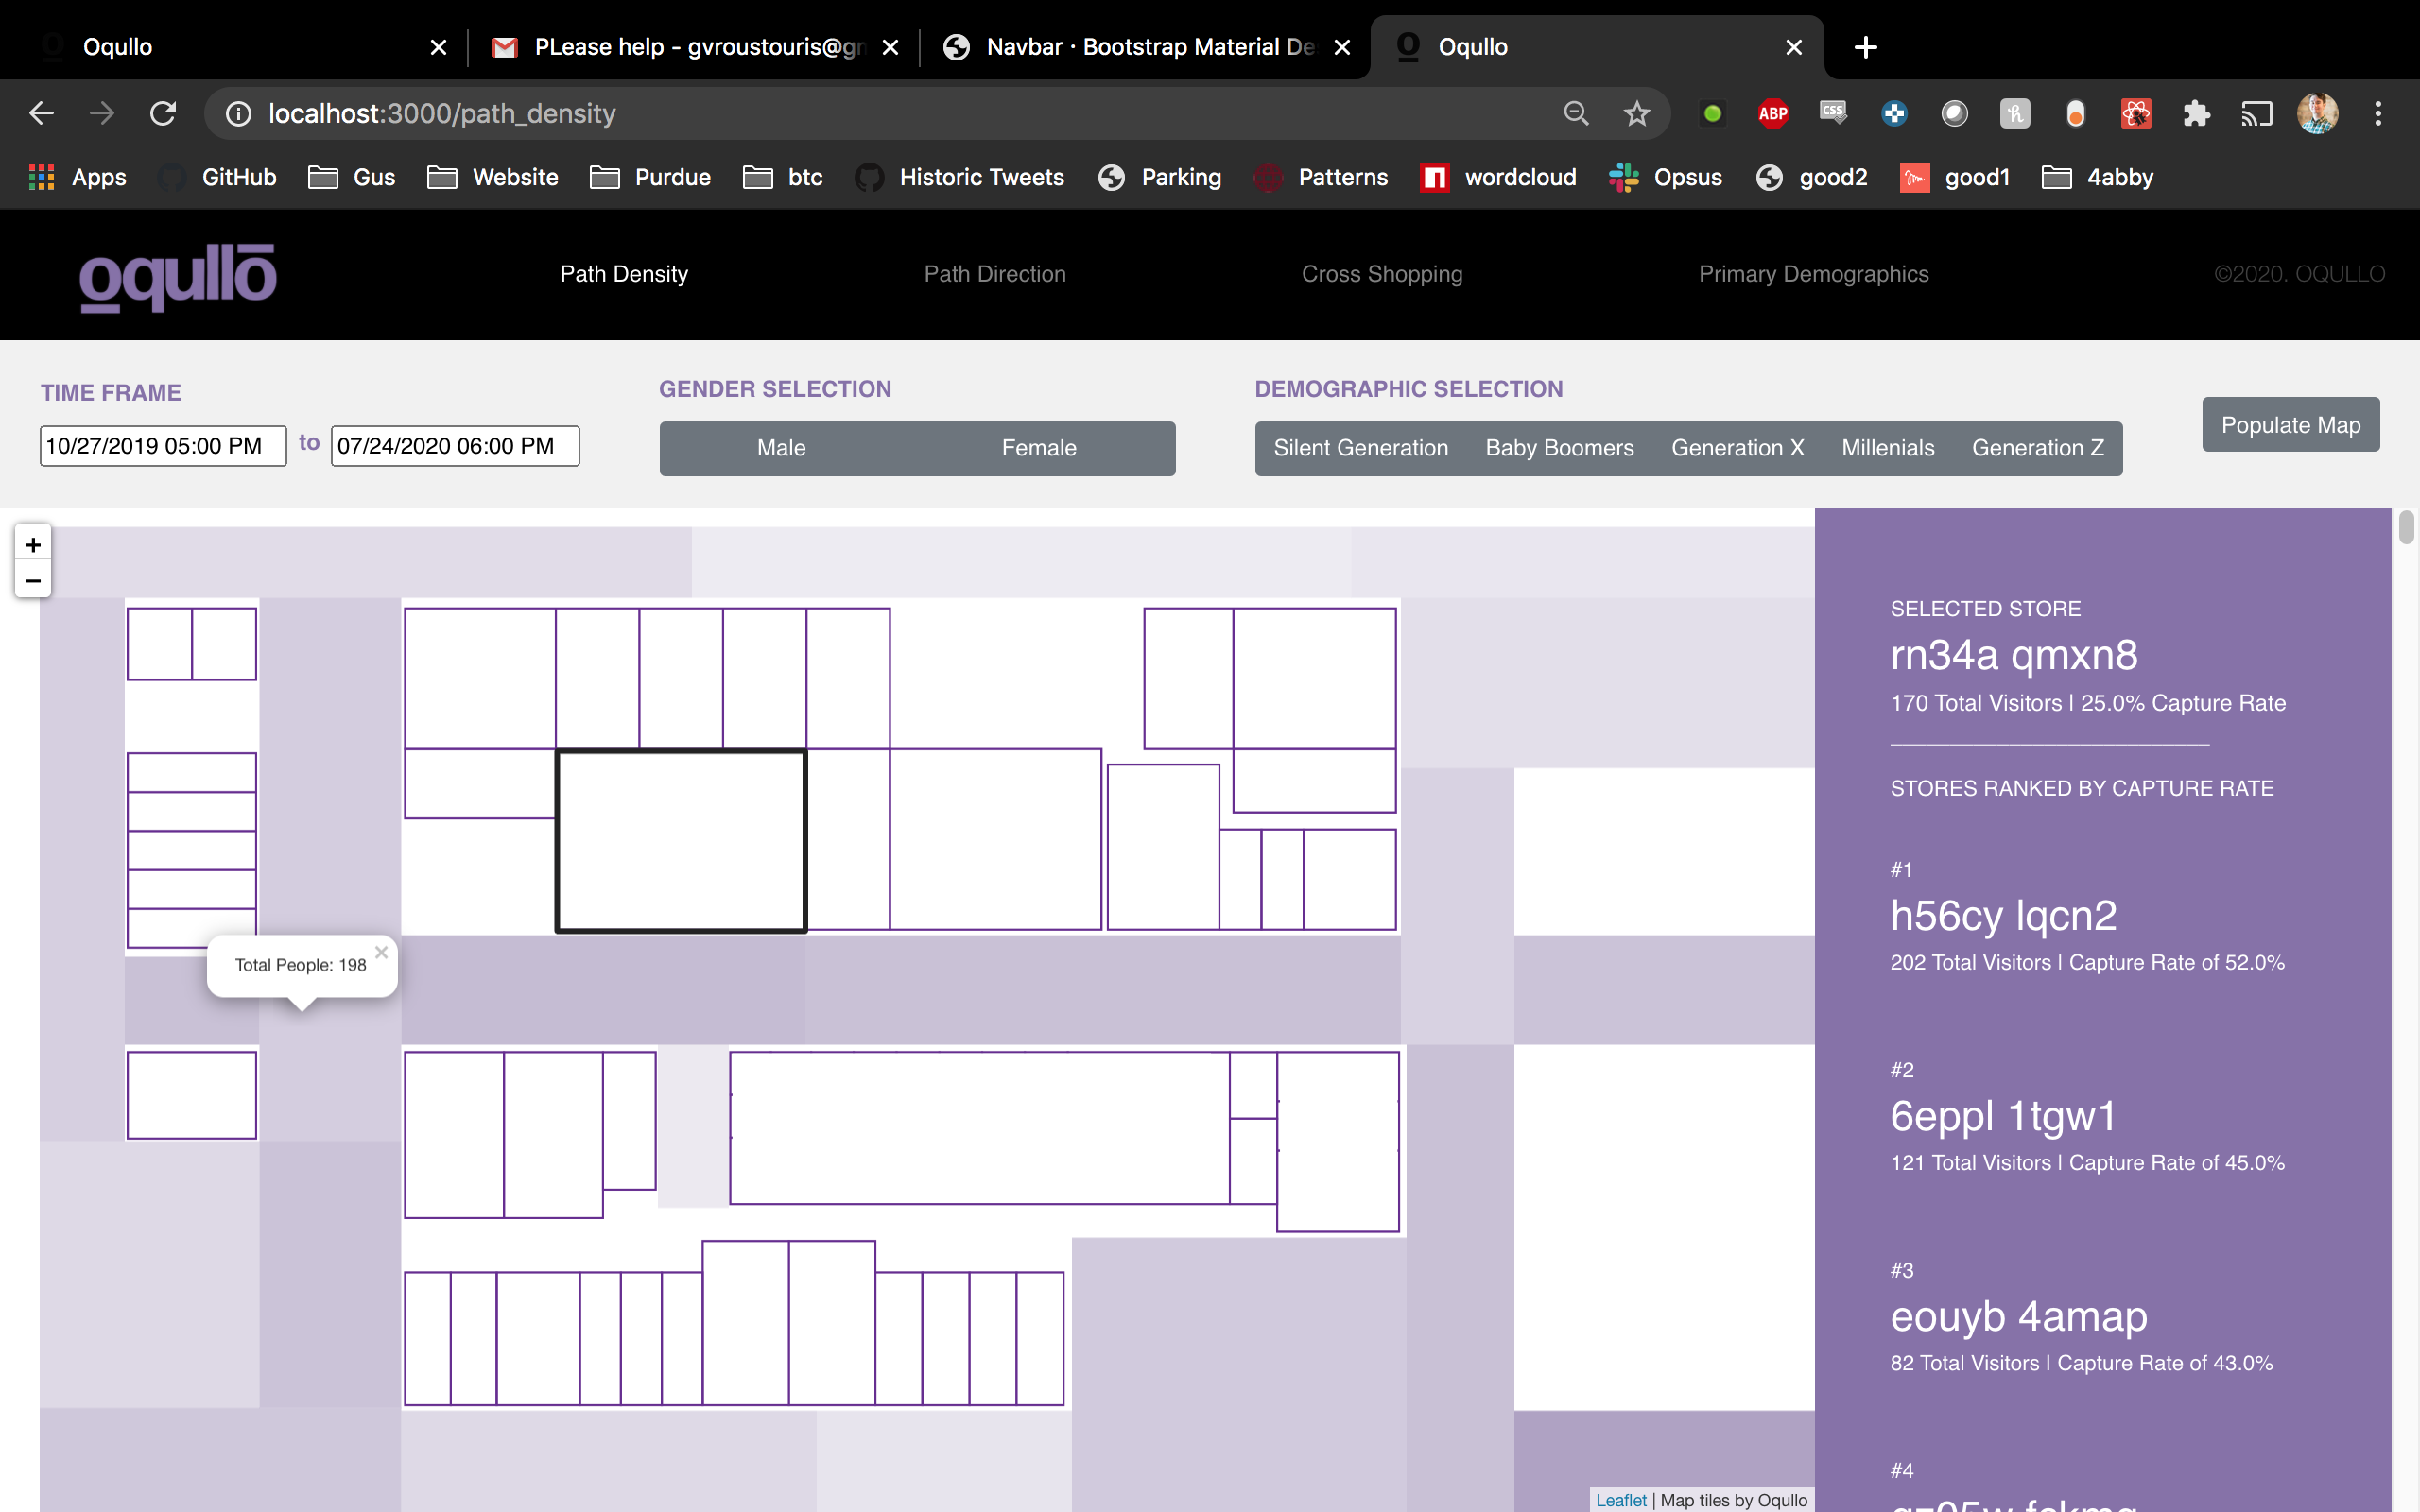 Oqullo
PLease help - gvroustouris@gr
Navbar · Bootstrap Material De
Oqullo
localhost:3000/path_density
ABP
CSS
Apps
GitHub
Gus
Website
Purdue
btc
Historic Tweets
Parking
Patterns
wordcloud
Opsus
good2
good1
4abby
oqullō
Path Density
Path Direction
Cross Shopping
Primary Demographics
©2020. OQULLO
TIME FRAME
10/27/2019 05:00 PM to 07/24/2020 06:00 PM
GENDER SELECTION
Male Female
DEMOGRAPHIC SELECTION
Silent Generation Baby Boomers Generation X Millenials Generation Z
Populate Map
+
−
Total People: 198
×
SELECTED STORE
rn34a qmxn8
170 Total Visitors | 25.0% Capture Rate
STORES RANKED BY CAPTURE RATE
#1
h56cy lqcn2
202 Total Visitors | Capture Rate of 52.0%
#2
6eppl 1tgw1
121 Total Visitors | Capture Rate of 45.0%
#3
eouyb 4amap
82 Total Visitors | Capture Rate of 43.0%
#4
Leaflet | Map tiles by Oqullo